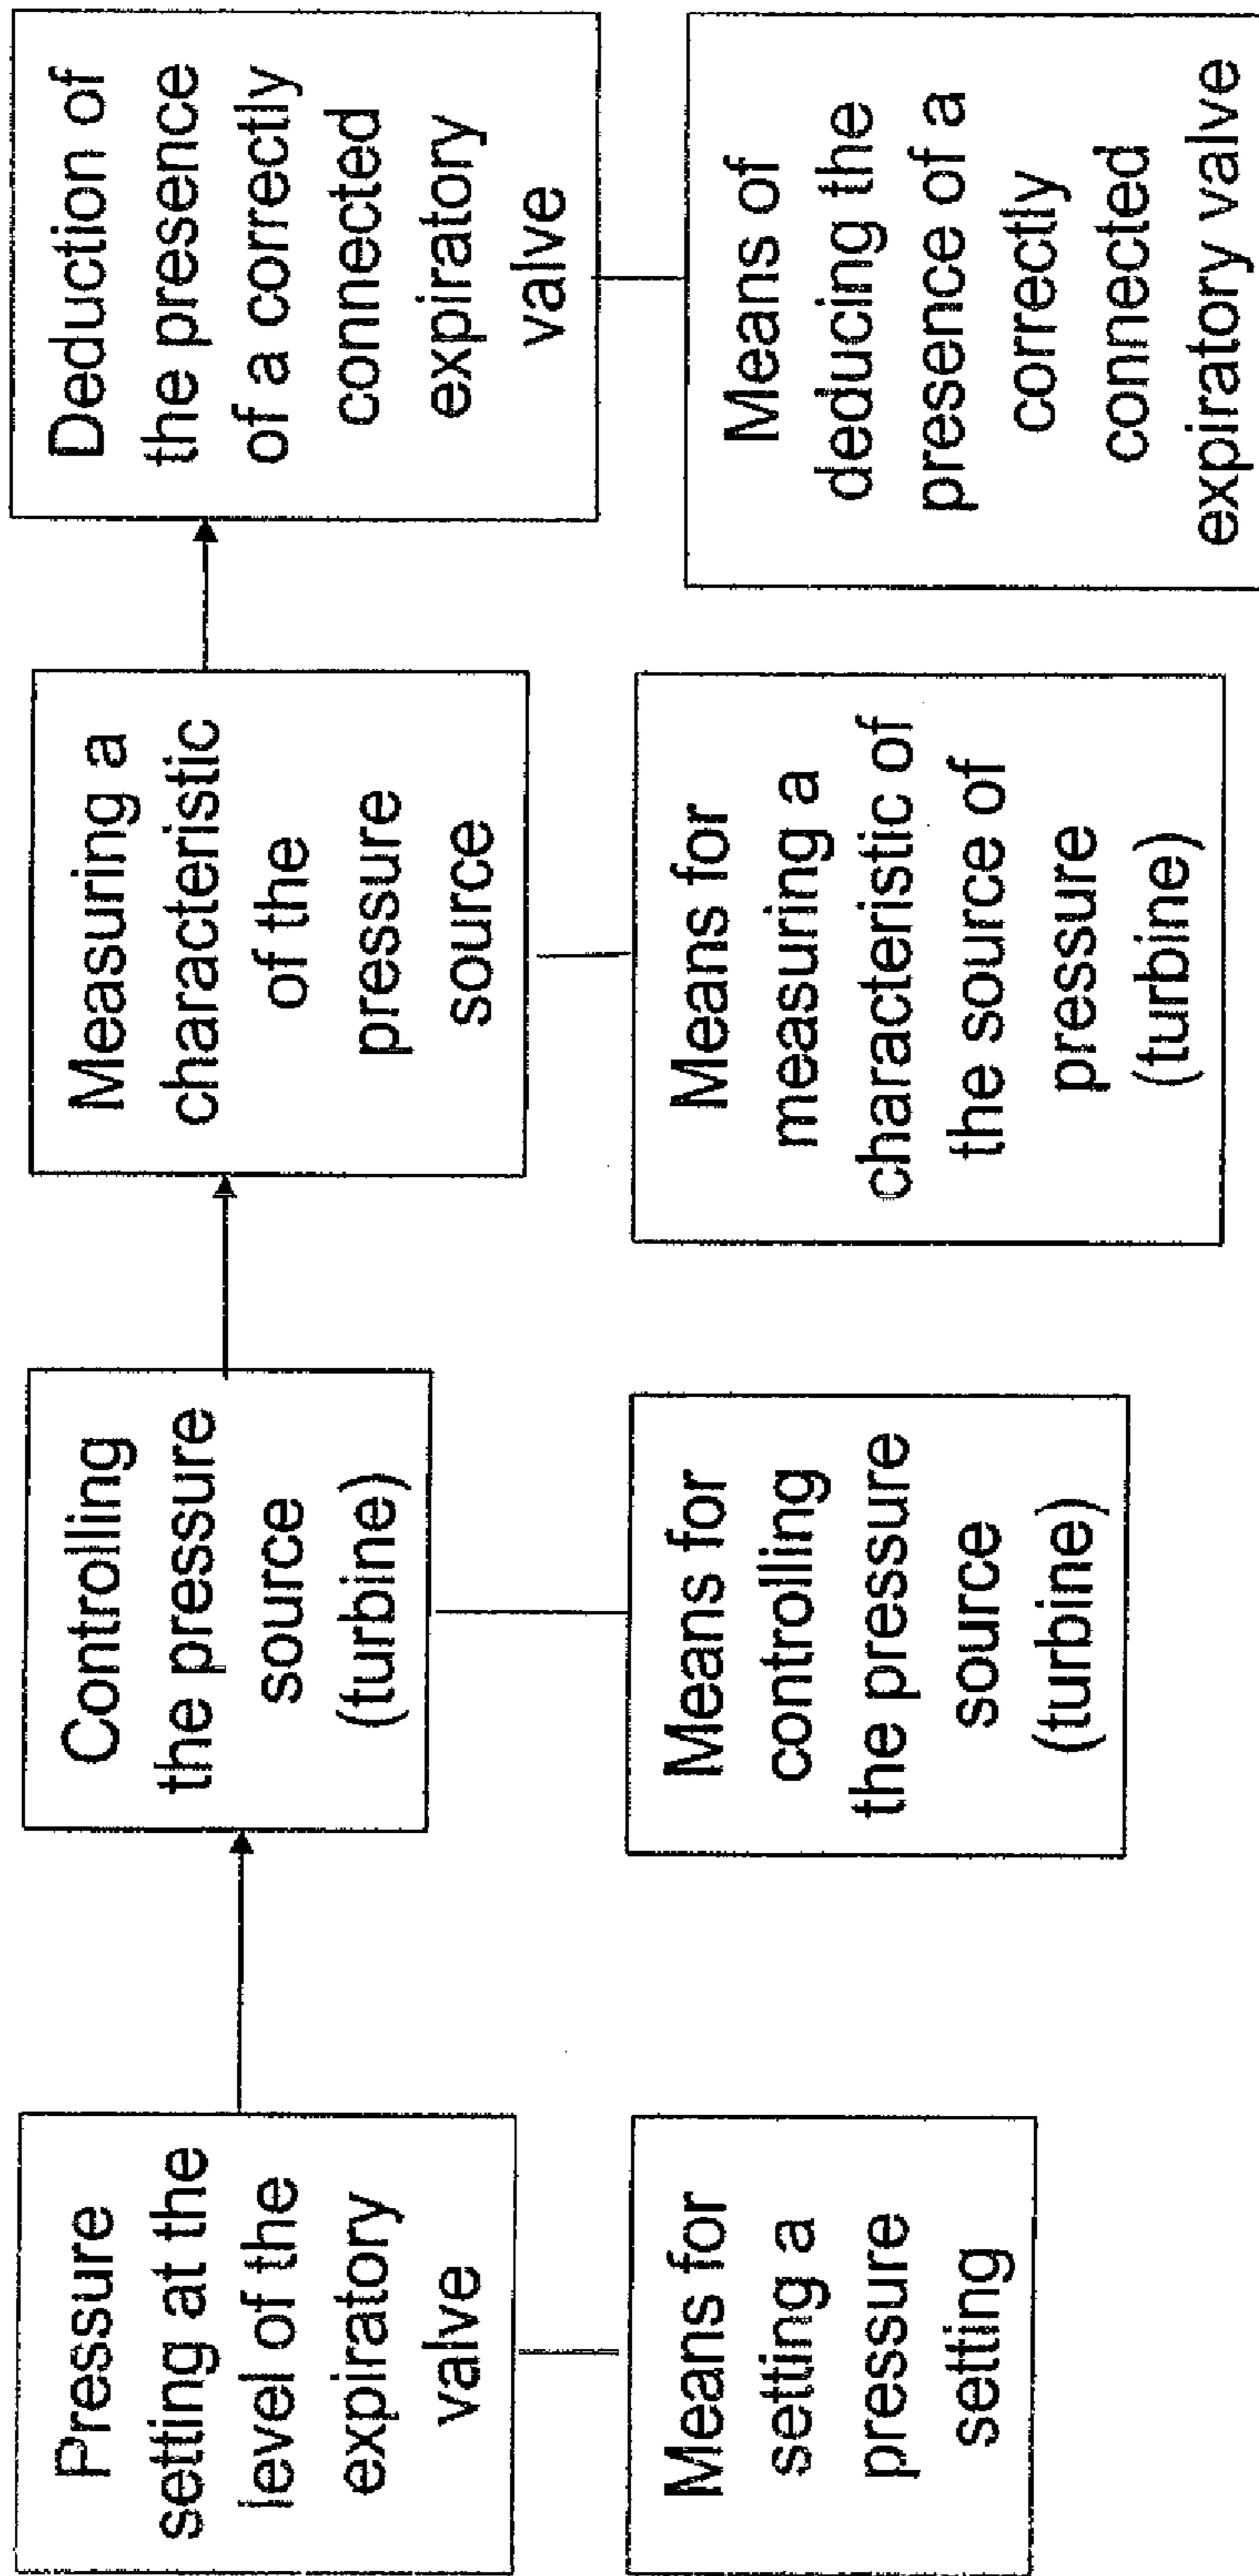 Pressure
setting at the
level of the
expiratory
valve
Controlling
the pressure
source
(turbine)
Measuring a
characteristic
of the
pressure
source
Deduction of
the presence
of a correctly
connected
expiratory
valve
Means for
setting a
pressure
setting
Means for
controlling
the pressure
source
(turbine)
Means for
measuring a
characteristic of
the source of
pressure
(turbine)
Means of
deducing the
presence of a
correctly
connected
expiratory valve